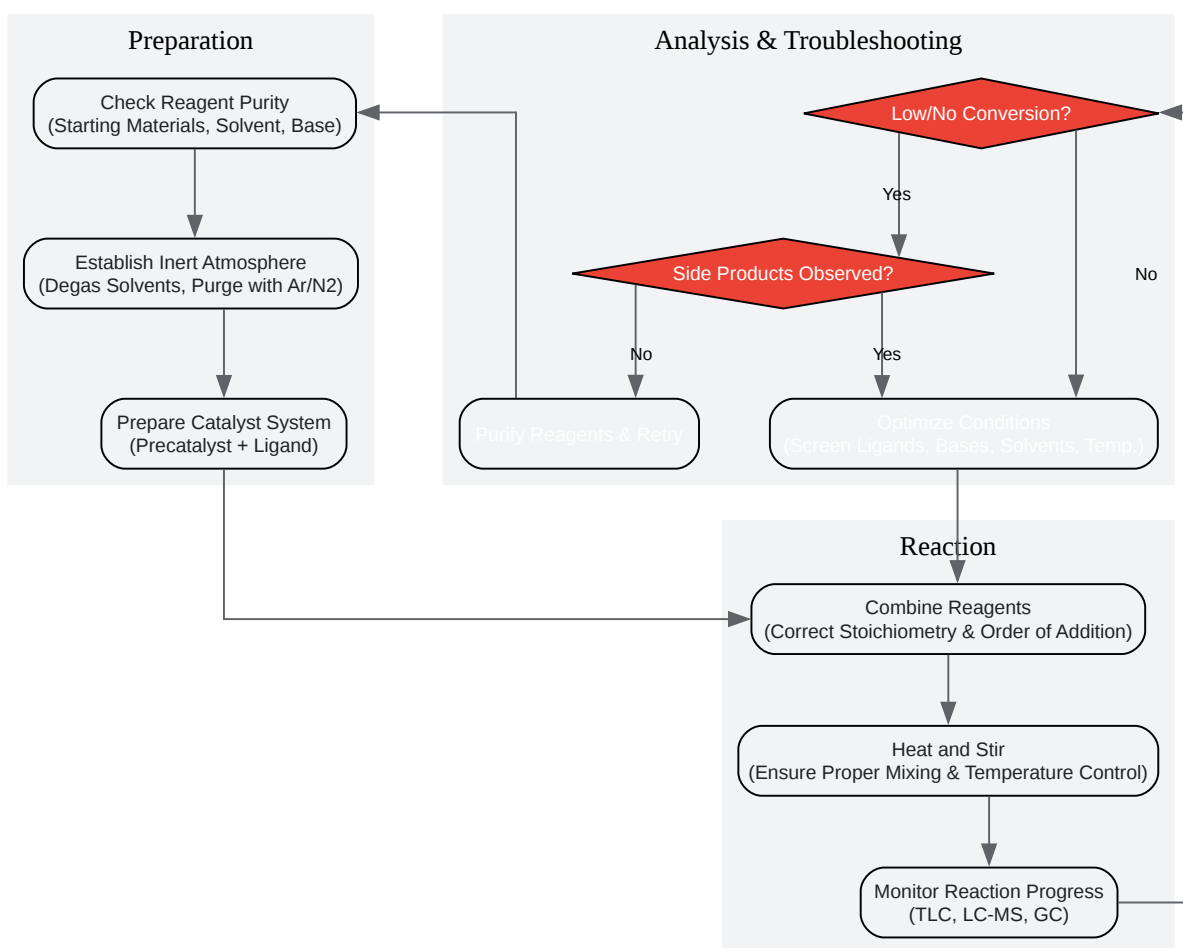 Preparation
Check Reagent Purity
(Starting Materials, Solvent, Base)
Establish Inert Atmosphere
(Degas Solvents, Purge with Ar/N2)
Prepare Catalyst System
(Precatalyst + Ligand)
Analysis & Troubleshooting
Low/No Conversion?
Yes
No
Side Products Observed?
No
Yes
Purify Reagents & Retry
Optimize Conditions
(Screen Ligands, Bases, Solvents, Temp.)
Reaction
Combine Reagents
(Correct Stoichiometry & Order of Addition)
Heat and Stir
(Ensure Proper Mixing & Temperature Control)
Monitor Reaction Progress
(TLC, LC-MS, GC)